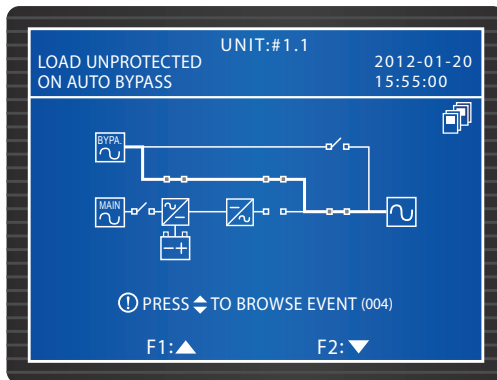 UNIT:#1.1
LOAD UNPROTECTED
ON AUTO BYPASS
2012-01-20
15:55:00
BYPA.
MAIN
PRESS TO BROWSE EVENT (004)
F1: F2: